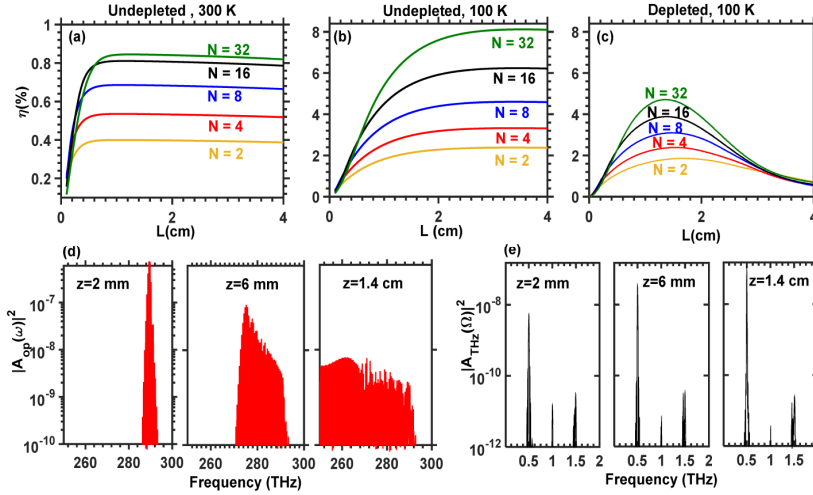 Undepleted , 300 K
Undepleted, 100 K
Depleted, 100 K
(a)
N = 32
N = 16
N = 8
N = 4
N = 2
1
0.8
0.6
0.4
0.2
η(%)
0
2
4
L(cm)
(b)
N = 32
N = 16
N = 8
N = 4
N = 2
8
6
4
2
0
0
2
4
L (cm)
(c)
N = 32
N = 16
N = 8
N = 4
N = 2
8
6
4
2
0
0
2
4
L(cm)
(d)
z=2 mm
z=6 mm
z=1.4 cm
|A_op(ω)|²
10⁻⁷
10⁻⁸
10⁻⁹
10⁻¹⁰
260 280 300
260 280 300
260 280 300
Frequency (THz)
(e)
z=2 mm
z=6 mm
z=1.4 cm
|A_THz(Ω)|²
10⁻⁸
10⁻¹⁰
10⁻¹²
0.5 1 1.5 2
0.5 1 1.5 2
0.5 1 1.5 2
Frequency (THz)